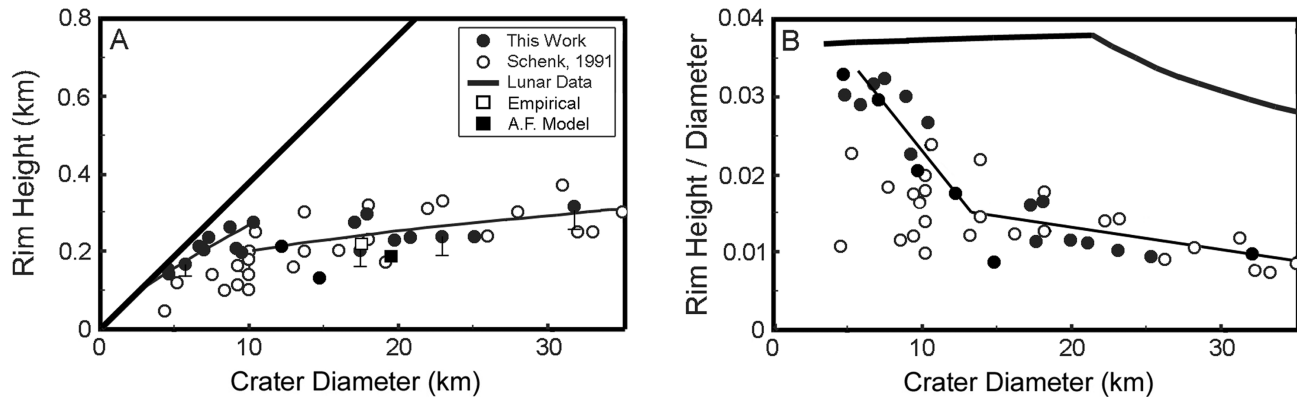 A
Rim Height (km)
0.8
0.6
0.4
0.2
0
0
10
20
30
Crater Diameter (km)
This Work
Schenk, 1991
Lunar Data
Empirical
A.F. Model
B
Rim Height / Diameter
0.04
0.03
0.02
0.01
0
0
10
20
30
Crater Diameter (km)